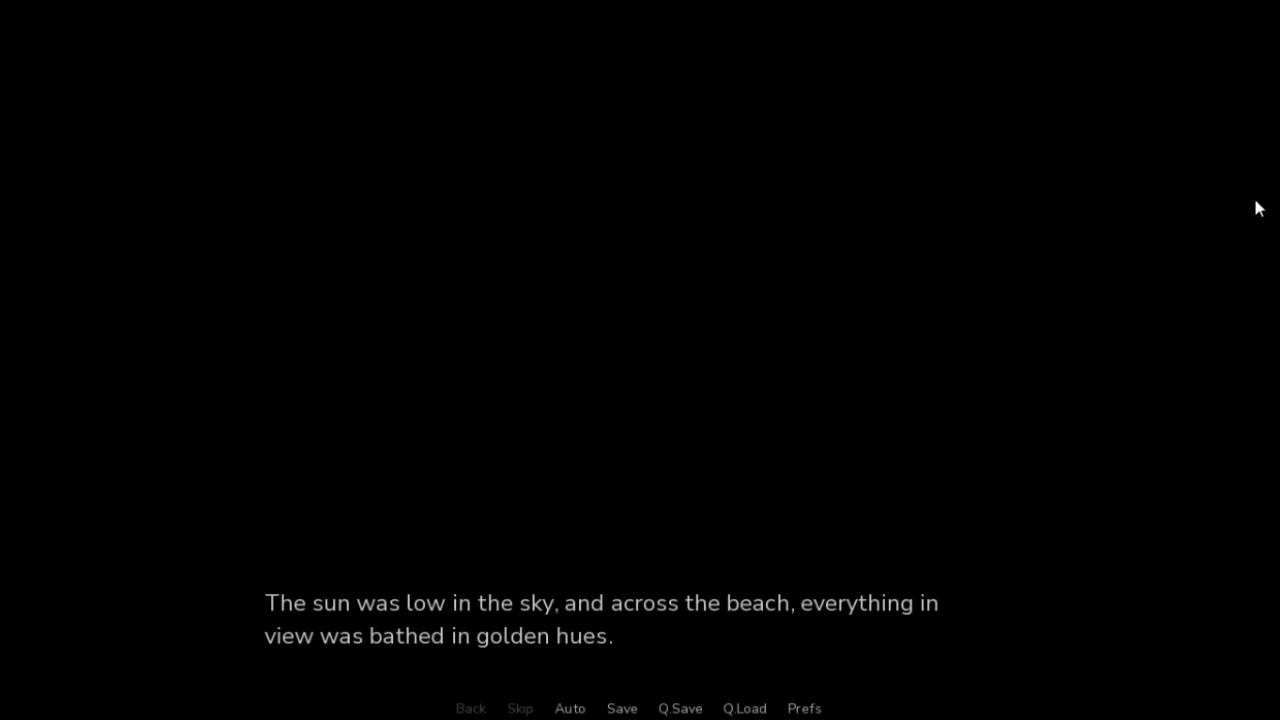 The sun was low in the sky, and across the beach, everything in
view was bathed in golden hues.
Back Skip Auto Save Q.Save Q.Load Prefs